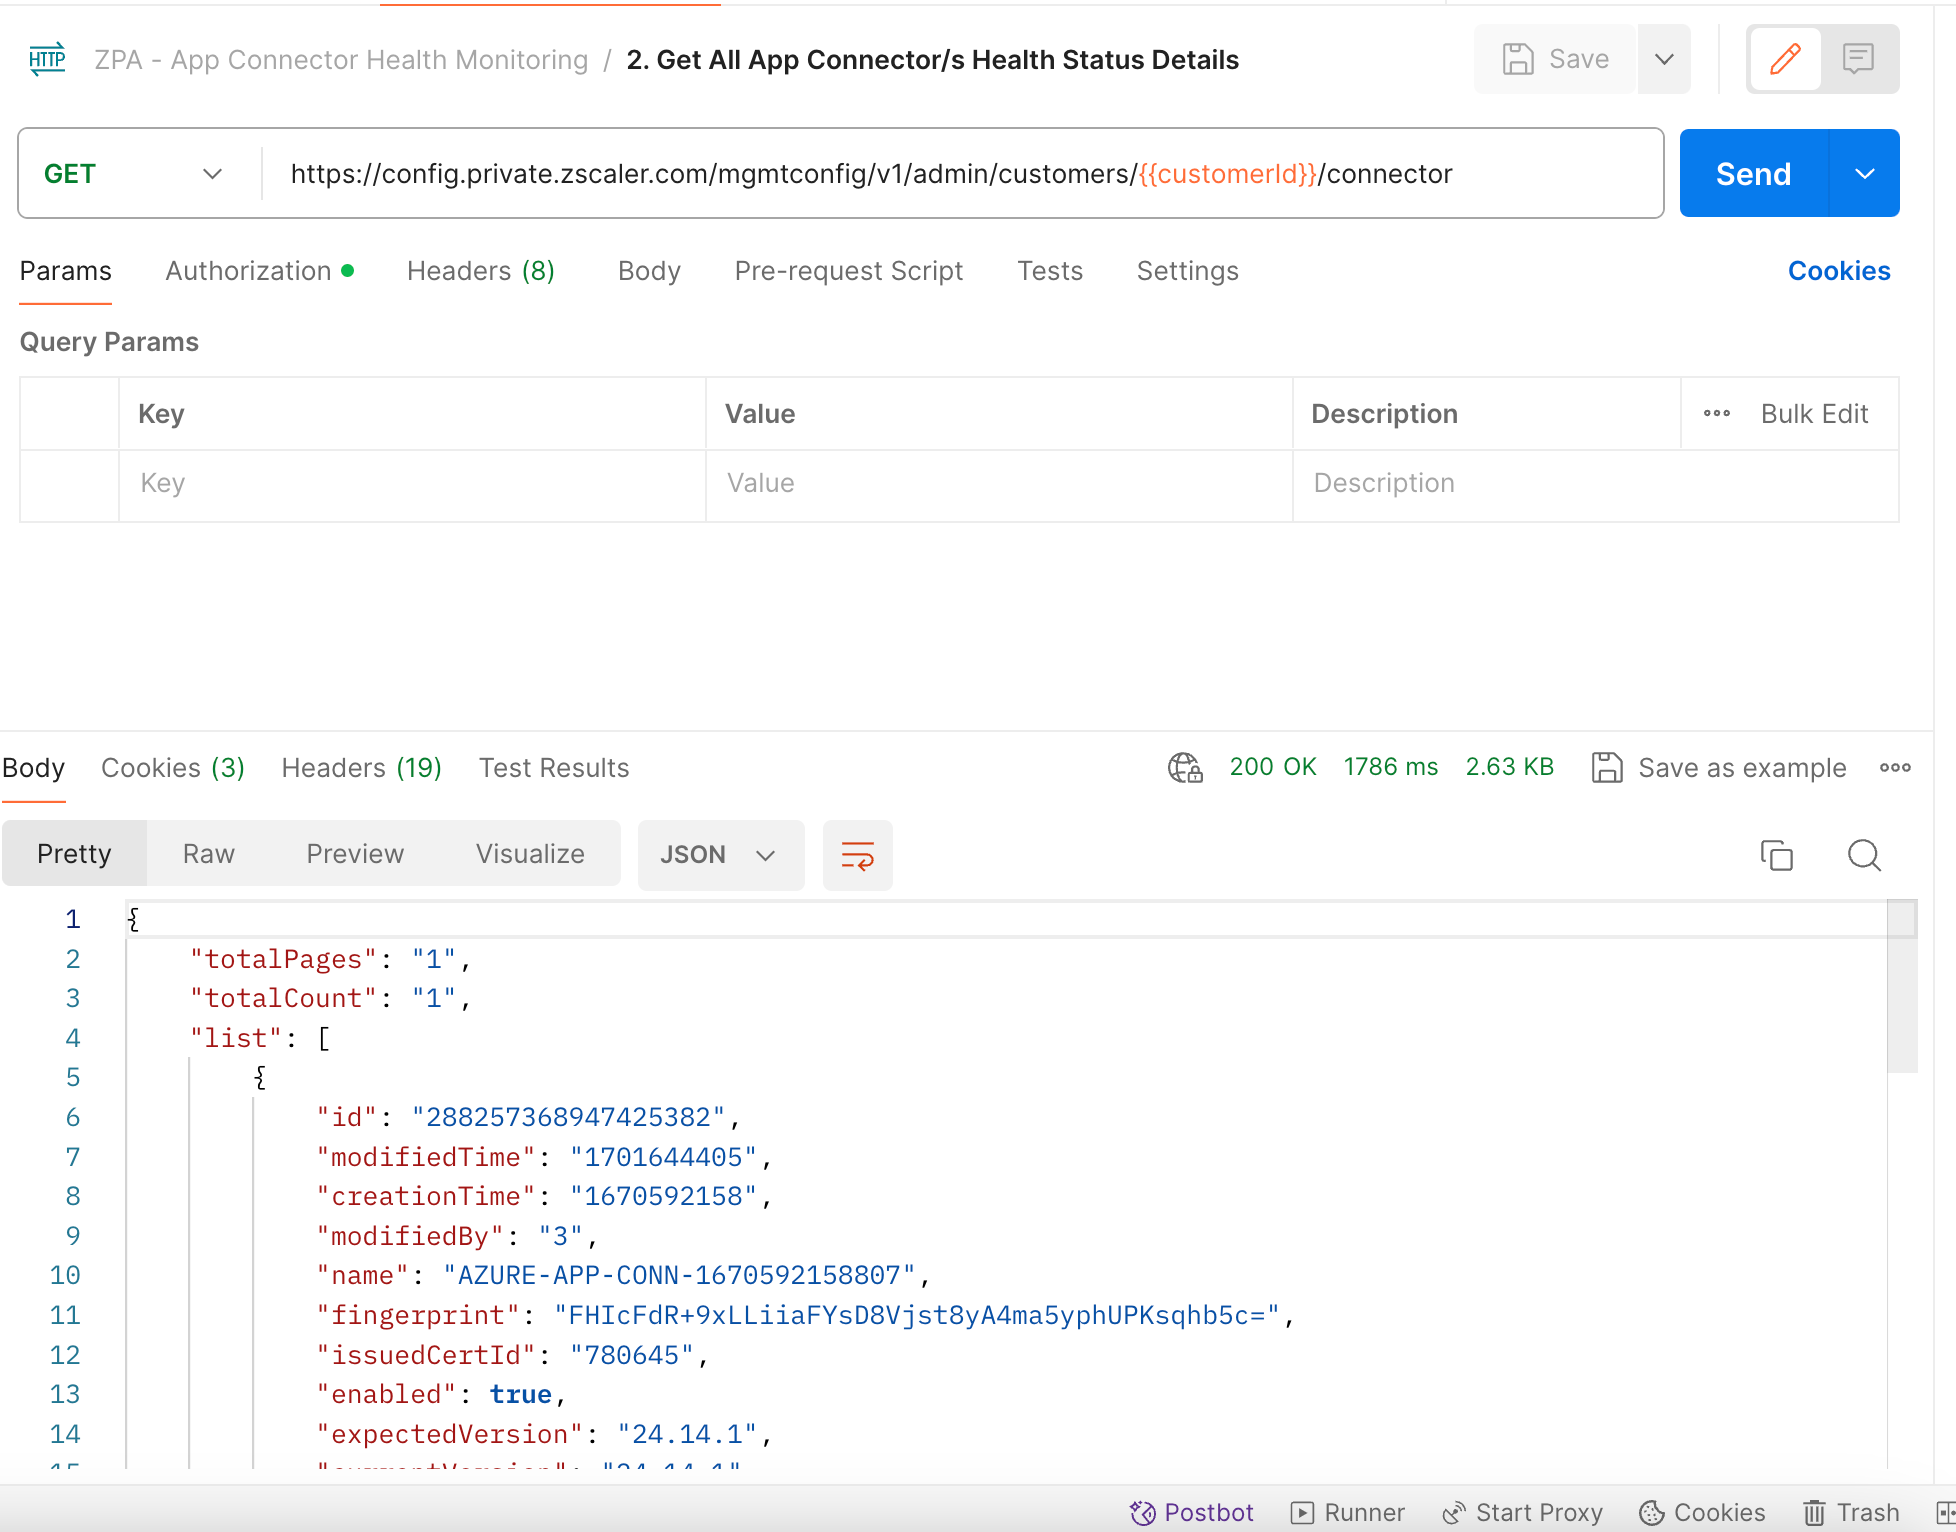 HTTP ZPA - App Connector Health Monitoring / 2. Get All App Connector/s Health Status Details Save
GET https://config.private.zscaler.com/mgmtconfig/v1/admin/customers/{{customerId}}/connector Send
Params Authorization Headers (8) Body Pre-request Script Tests Settings Cookies
Query Params
Key Value Description Bulk Edit
Key Value Description
Body Cookies (3) Headers (19) Test Results 200 OK 1786 ms 2.63 KB Save as example
Pretty Raw Preview Visualize JSON
1 {
2 "totalPages": "1",
3 "totalCount": "1",
4 "list": [
5 {
6 "id": "288257368947425382",
7 "modifiedTime": "1701644405",
8 "creationTime": "1670592158",
9 "modifiedBy": "3",
10 "name": "AZURE-APP-CONN-1670592158807",
11 "fingerprint": "FHIcFdR+9xLLiiaFYsD8Vjst8yA4ma5yphUPKsqhb5c=",
12 "issuedCertId": "780645",
13 "enabled": true,
14 "expectedVersion": "24.14.1",
15 "currentVersion": "24.14.1"
Postbot Runner Start Proxy Cookies Trash